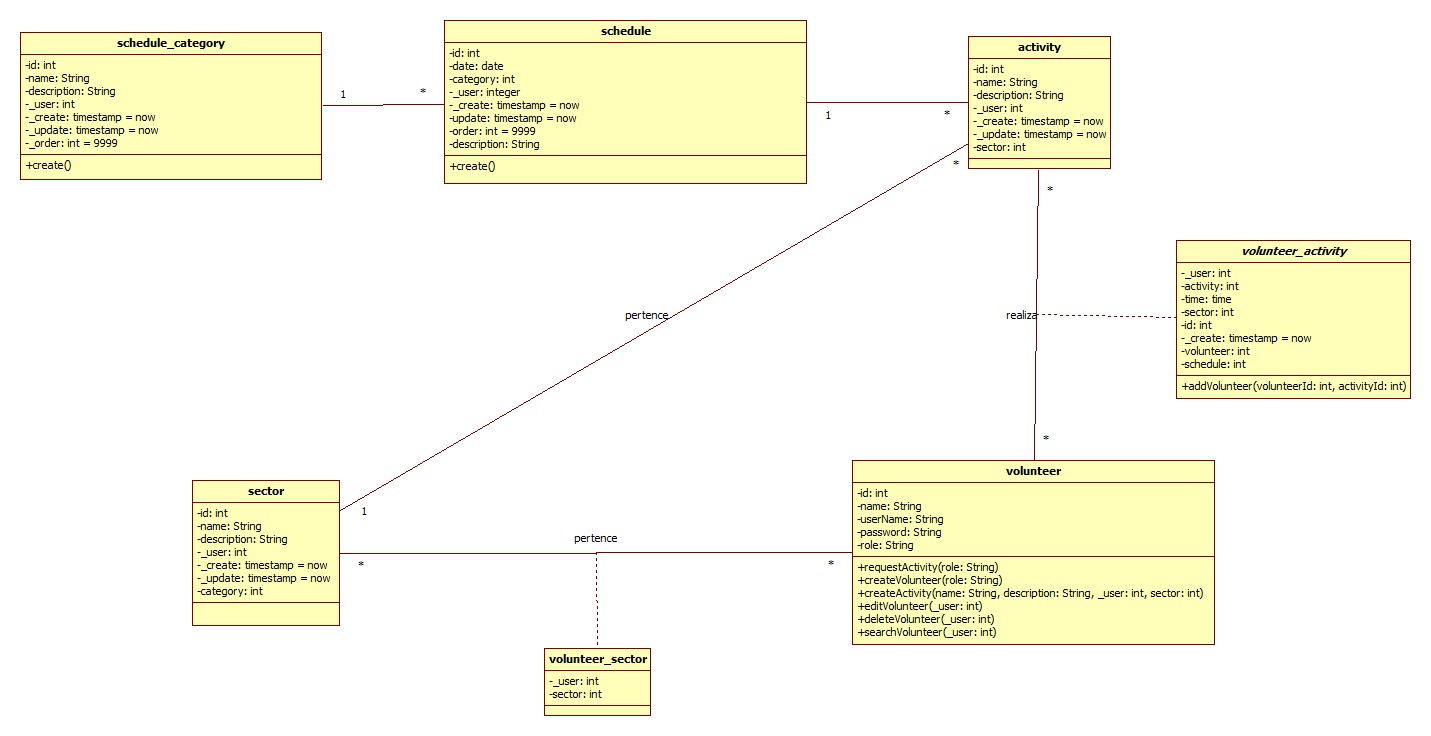 schedule_category
-id: int
-name: String
-description: String
-_user: int
-_create: timestamp = now
-_update: timestamp = now
-_order: int = 9999
+create()
1
*
schedule
-id: int
-date: date
-category: int
-_user: integer
-_create: timestamp = now
-update: timestamp = now
-order: int = 9999
-description: String
+create()
1
*
activity
-id: int
-name: String
-description: String
-_user: int
-_create: timestamp = now
-_update: timestamp = now
-sector: int
*
*
pertence
realiza
volunteer_activity
-_user: int
-activity: int
-time: time
-sector: int
-id: int
-_create: timestamp = now
-volunteer: int
-schedule: int
+addVolunteer(volunteerId: int, activityId: int)
*
sector
-id: int
-name: String
-description: String
-_user: int
-_create: timestamp = now
-_update: timestamp = now
-category: int
1
*
pertence
*
volunteer
-id: int
-name: String
-userName: String
-password: String
-role: String
+requestActivity(role: String)
+createVolunteer(role: String)
+createActivity(name: String, description: String, _user: int, sector: int)
+editVolunteer(_user: int)
+deleteVolunteer(_user: int)
+searchVolunteer(_user: int)
volunteer_sector
-_user: int
-sector: int